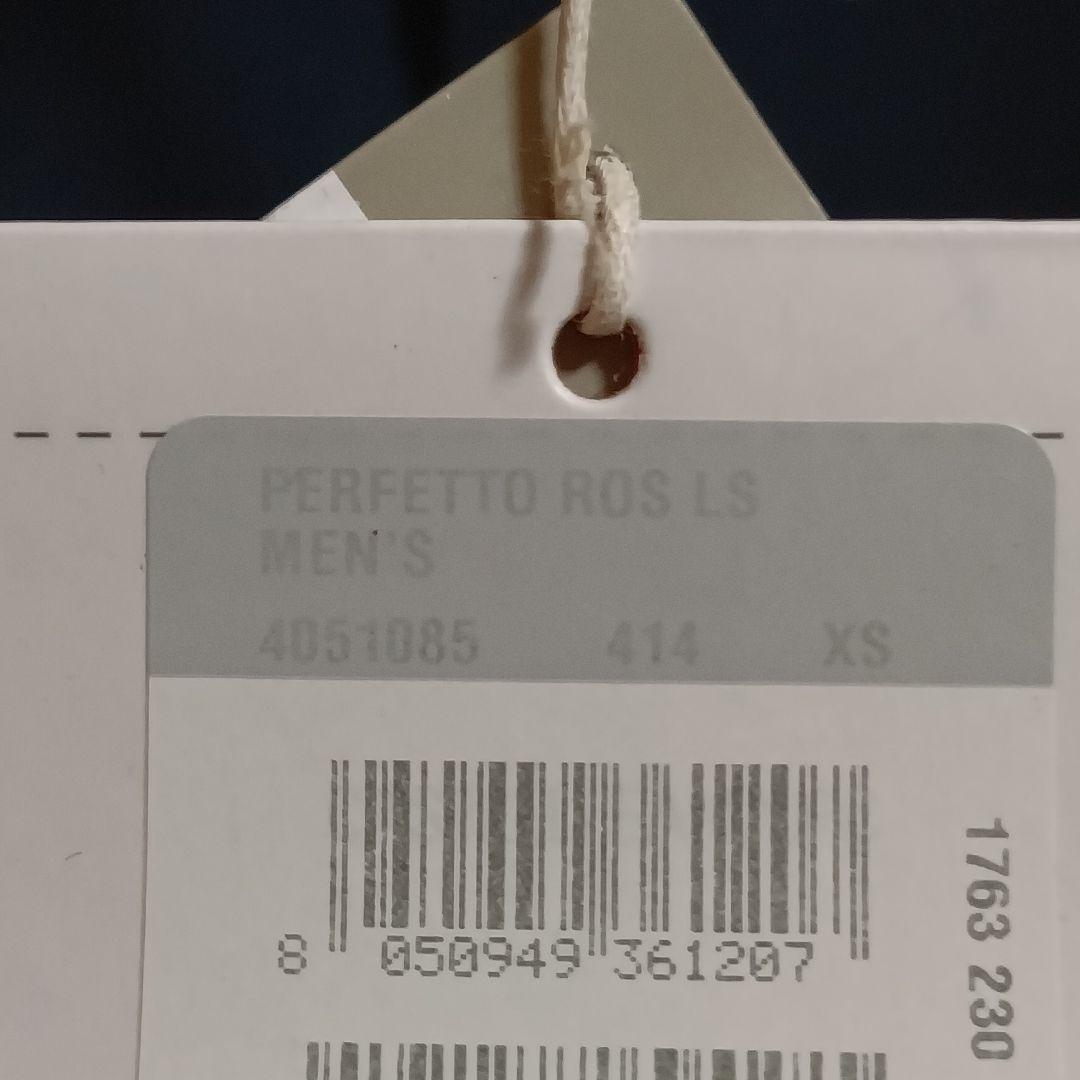 PERFETTO ROS LS
MEN'S
4051085 414 XS
8 050949 361207
1763 230